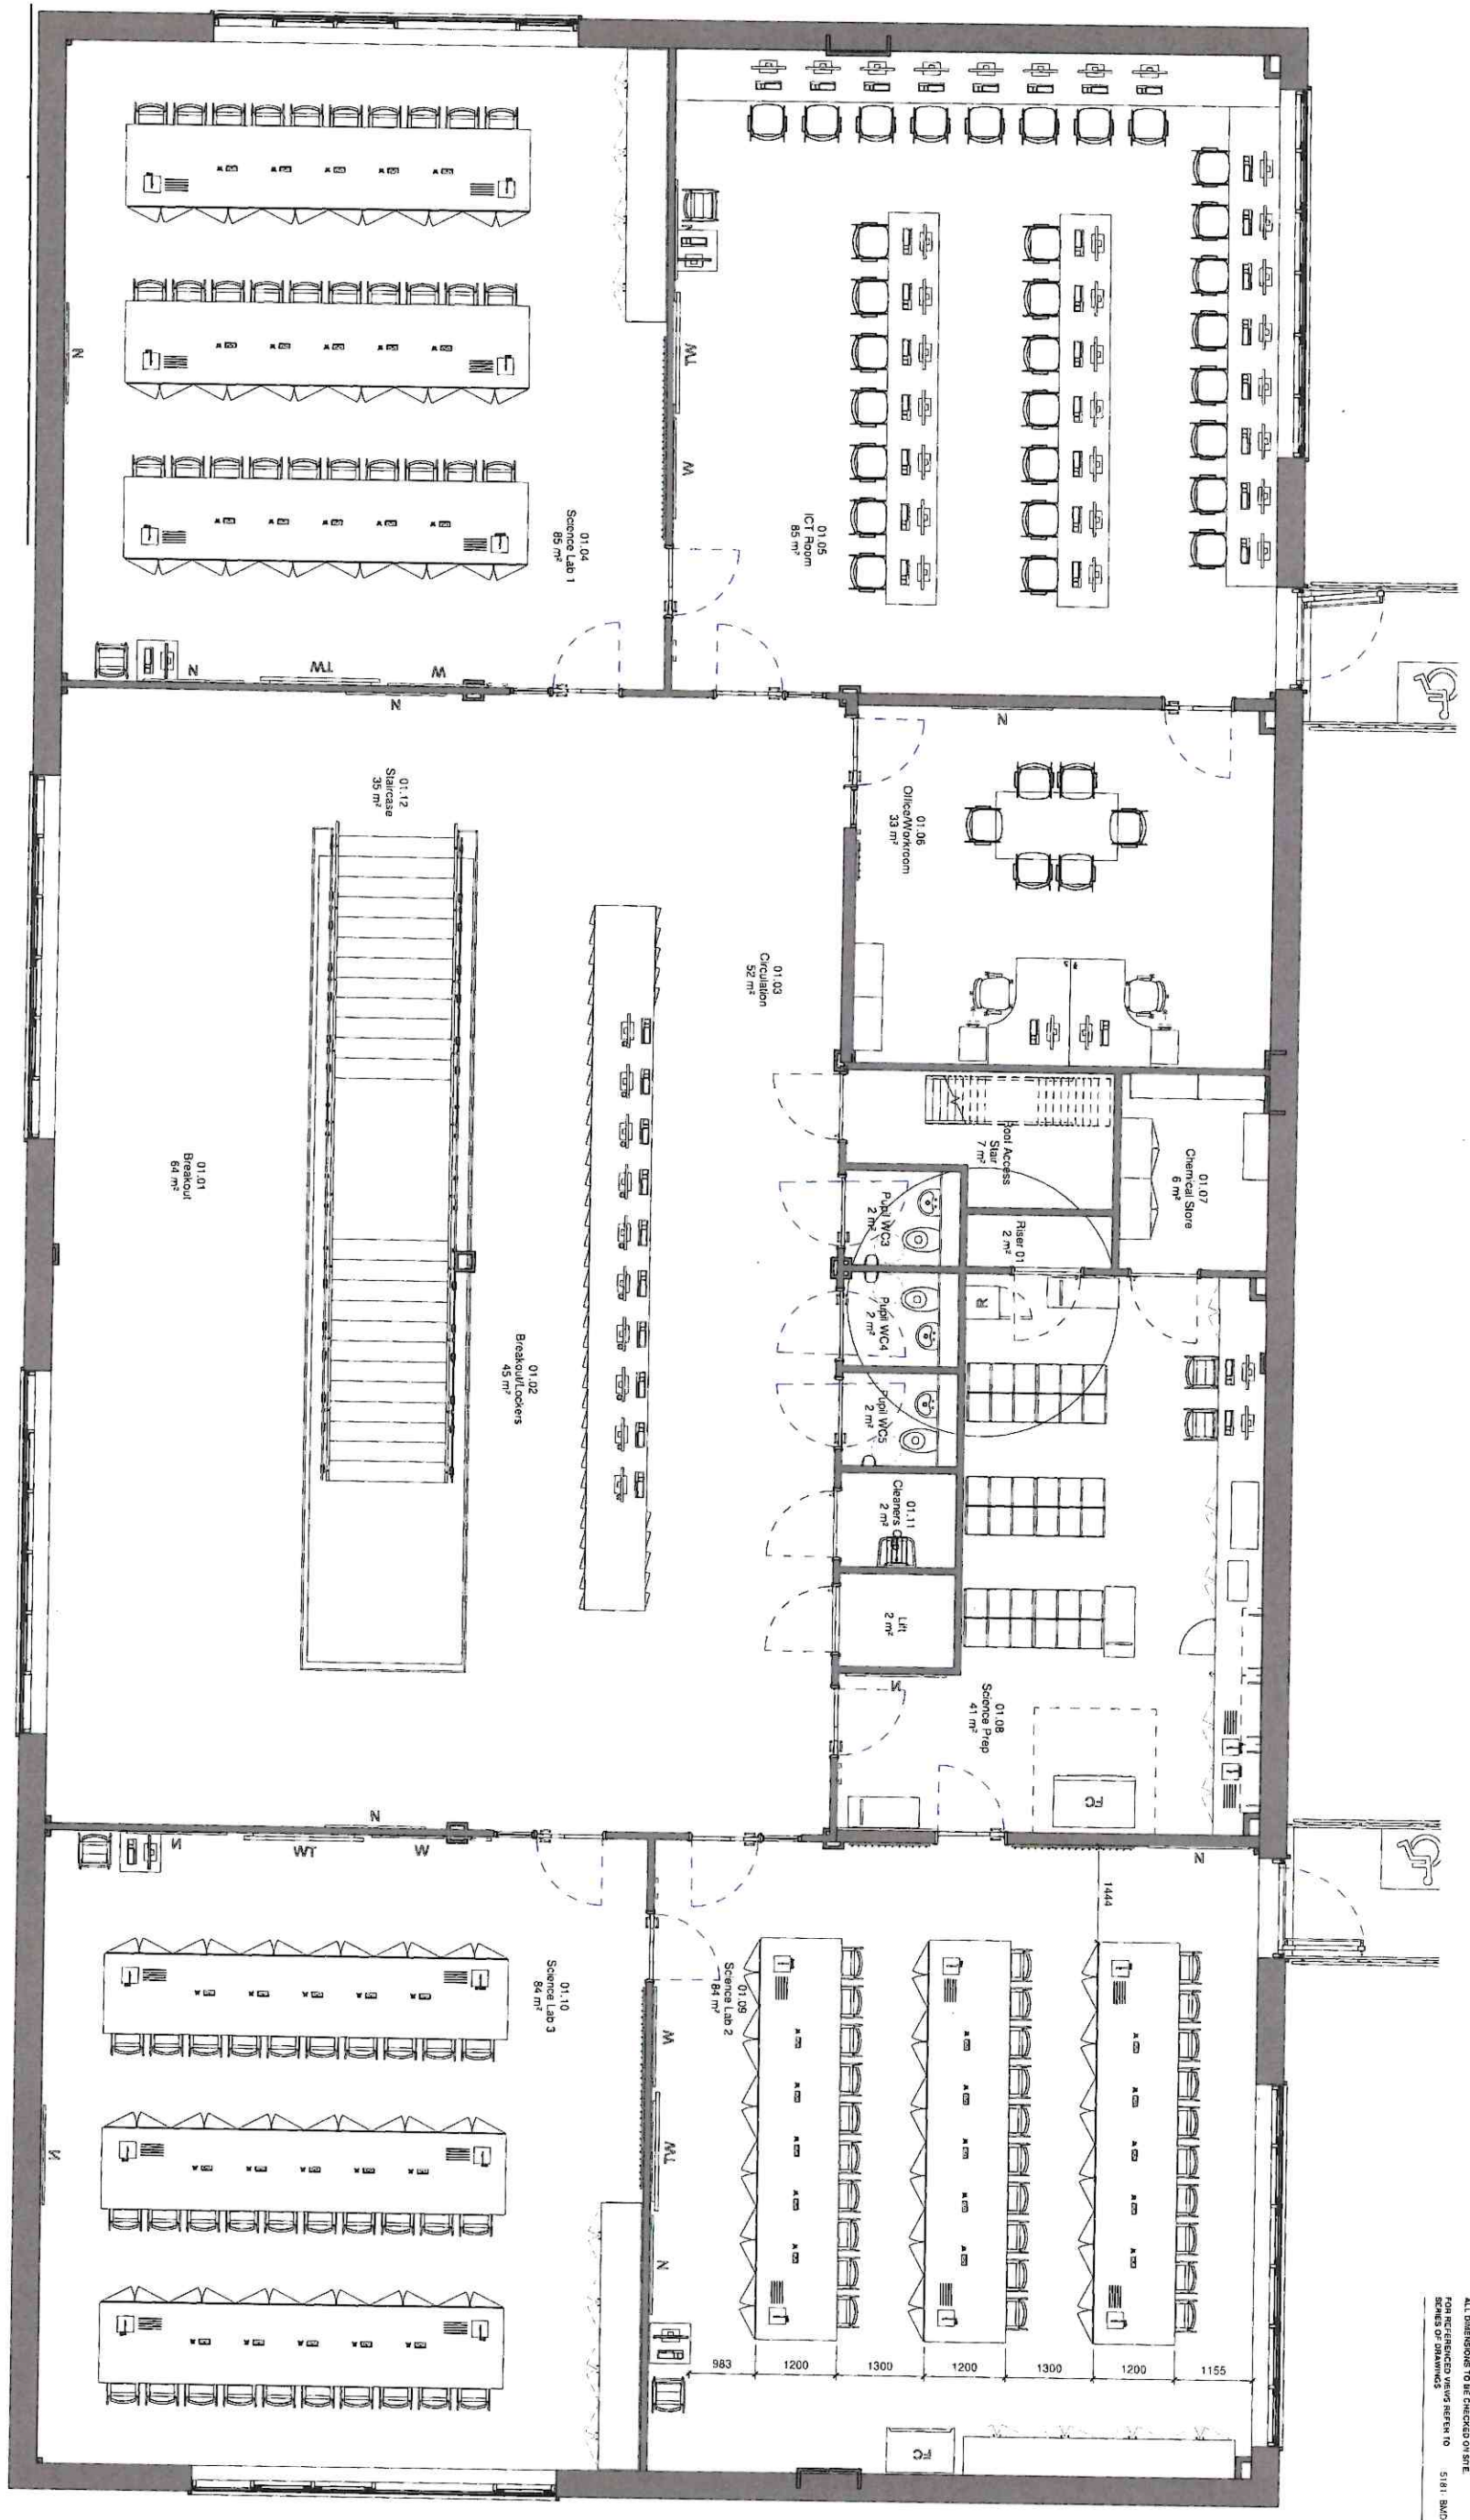 ALL DIMENSIONS TO BE CHECKED ON SITE.
FOR REFERENCED VIEWS REFER TO 5181 - BMD
SERIES OF DRAWINGS
01.05
ICT Room
85 m²
TW
W
01.04
Science Lab 1
85 m²
N
N
TW
W
N
N
01.06
Office/Workroom
33 m²
01.12
Staircase
35 m²
01.03
Circulation
52 m²
Roof Access
Stair
7 m²
01.07
Chemical Store
6 m²
Riser 01
2 m²
Pupil WC3
2 m²
Pupil WC4
2 m²
Pupil WC5
2 m²
R
01.11
Cleaners
2 m²
Lift
2 m²
01.01
Breakout
64 m²
01.02
Breakout/Lockers
45 m²
N
01.08
Science Prep
41 m²
FC
N
N
WT
W
N
N
1444
01.09
Science Lab 2
84 m²
W
TW
N
01.10
Science Lab 3
84 m²
N
983
1200
1300
1200
1300
1200
1155
FC